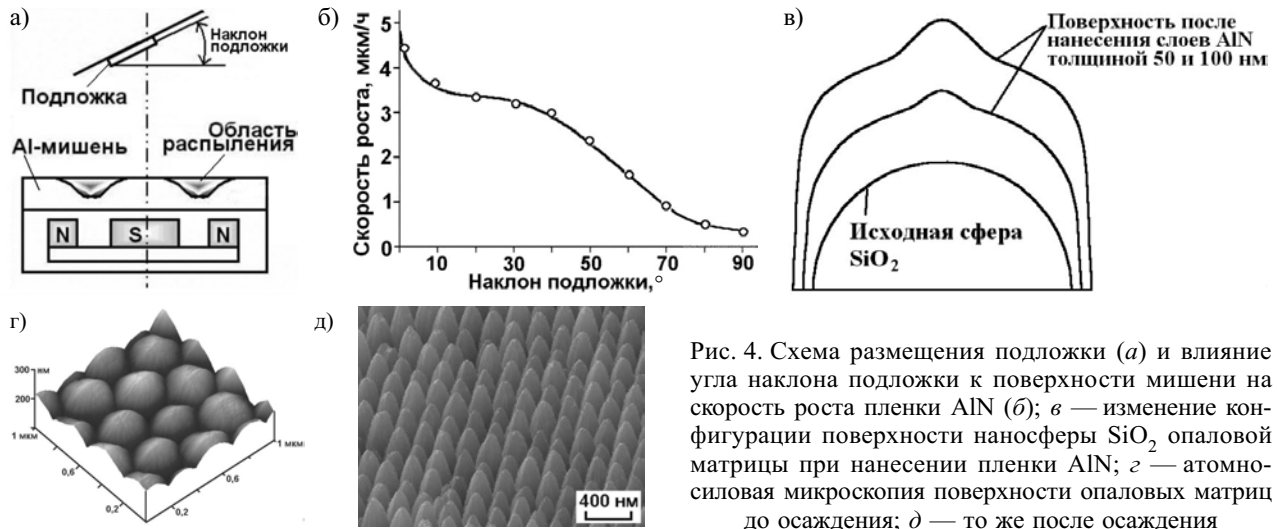 а)
Наклон
подложки
Подложка
Al-мишень
Область
распыления
N
S
N
б)
Скорость роста, мкм/ч
5
4
3
2
1
0
10
30
50
60
70
80
90
Наклон подложки,°
в)
Поверхность после
нанесения слоев AlN
толщиной 50 и 100 нм
Исходная сфера
SiO2
г)
300
нм
200
1 мкм
0,6
0,2
0,2
0,6
1 мкм
д)
400 нм
Рис. 4. Схема размещения подложки (а) и влияние
угла наклона подложки к поверхности мишени на
скорость роста пленки AlN (б); в — изменение кон-
фигурации поверхности наносферы SiO2 опаловой
матрицы при нанесении пленки AlN; г — атомно-
силовая микроскопия поверхности опаловых матриц
до осаждения; д — то же после осаждения